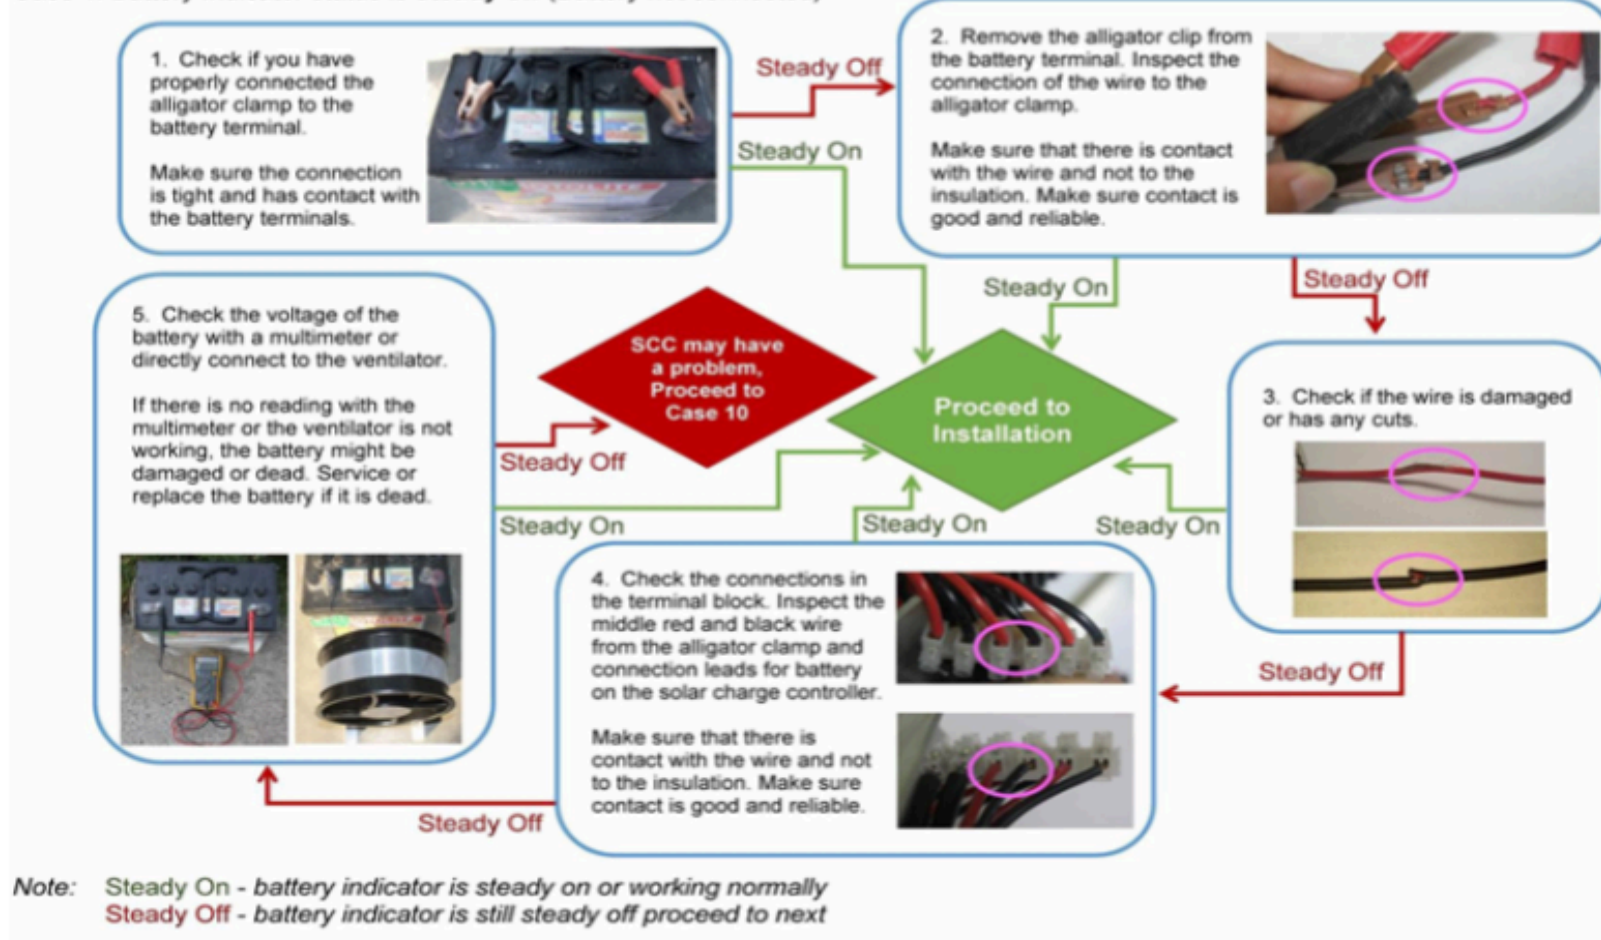 1. Check if you have
properly connected the
alligator clamp to the
battery terminal.
Make sure the connection
is tight and has contact with
the battery terminals.
Steady Off
Steady On
2. Remove the alligator clip from
the battery terminal. Inspect the
connection of the wire to the
alligator clamp.
Make sure that there is contact
with the wire and not to the
insulation. Make sure contact is
good and reliable.
Steady On
Steady Off
3. Check if the wire is damaged
or has any cuts.
Steady On
Steady Off
4. Check the connections in
the terminal block. Inspect the
middle red and black wire
from the alligator clamp and
connection leads for battery
on the solar charge controller.
Make sure that there is
contact with the wire and not
to the insulation. Make sure
contact is good and reliable.
Steady On
Steady Off
5. Check the voltage of the
battery with a multimeter or
directly connect to the ventilator.
If there is no reading with the
multimeter or the ventilator is not
working, the battery might be
damaged or dead. Service or
replace the battery if it is dead.
Steady Off
Steady On
SCC may have
a problem,
Proceed to
Case 10
Proceed to
Installation
Note: Steady On - battery indicator is steady on or working normally
Steady Off - battery indicator is still steady off proceed to next